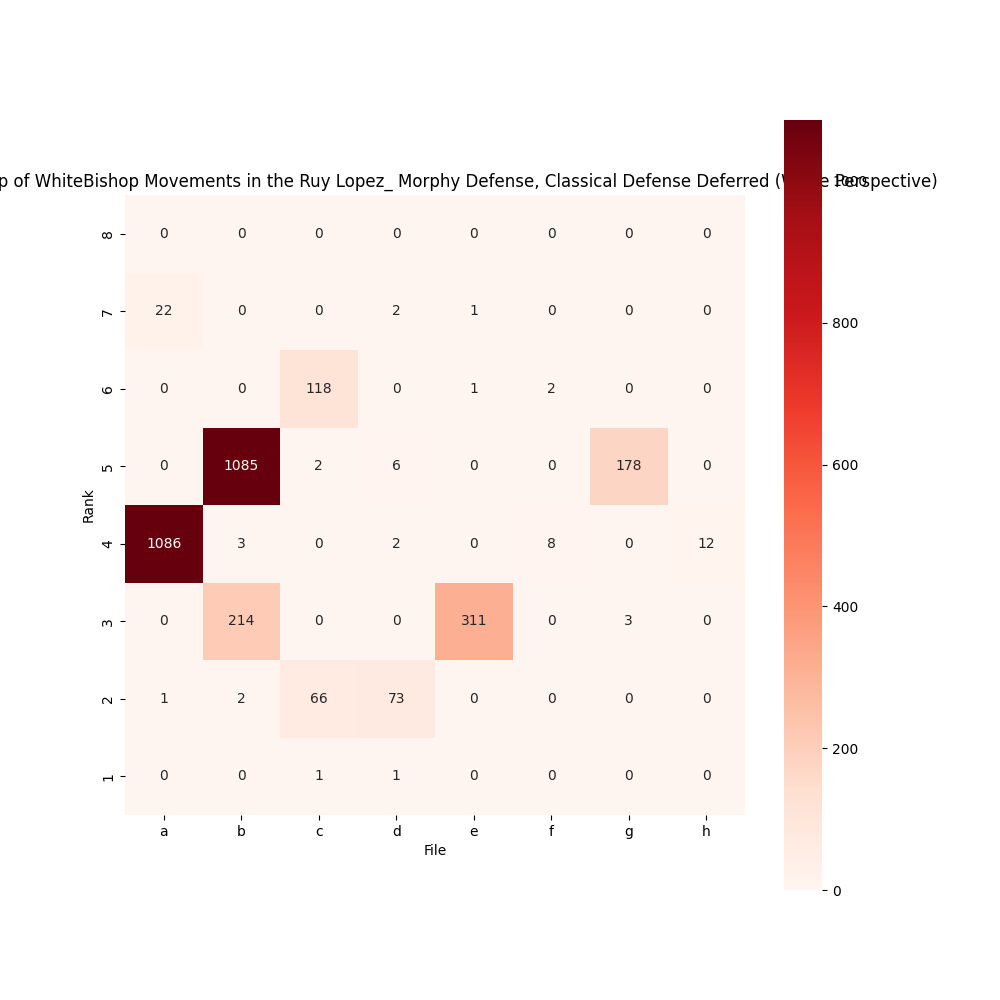 p of WhiteBishop Movements in the Ruy Lopez_ Morphy Defense, Classical Defense Deferred ( Perspective)
1000
8 0 0 0 0 0 0 0 0
7 22 0 0 2 1 0 0 0
6 0 0 118 0 1 2 0 0
800
5 0 1085 2 6 0 0 178 0
Rank
4 1086 3 0 2 0 8 0 12
600
3 0 214 0 0 311 0 3 0
400
2 1 2 66 73 0 0 0 0
200
1 0 0 1 1 0 0 0 0
a b c d e f g h
File
0